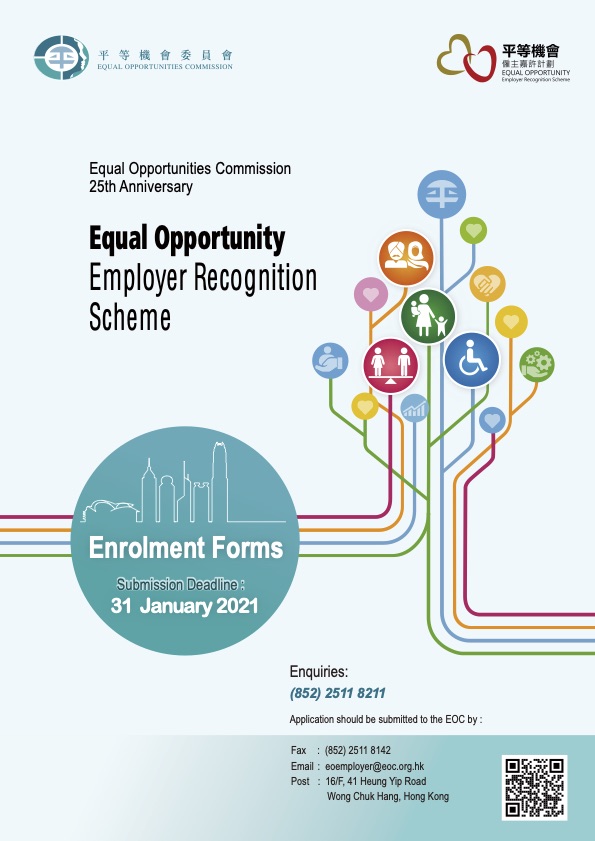 平等機會委員會
EQUAL OPPORTUNITIES COMMISSION
平等機會
僱主嘉許計劃
EQUAL OPPORTUNITY
Employer Recognition Scheme
Equal Opportunities Commission
25th Anniversary
Equal Opportunity
Employer Recognition
Scheme
Enrolment Forms
Submission Deadline :
31 January 2021
Enquiries:
(852) 2511 8211
Application should be submitted to the EOC by :
Fax : (852) 2511 8142
Email : eoemployer@eoc.org.hk
Post : 16/F, 41 Heung Yip Road
Wong Chuk Hang, Hong Kong